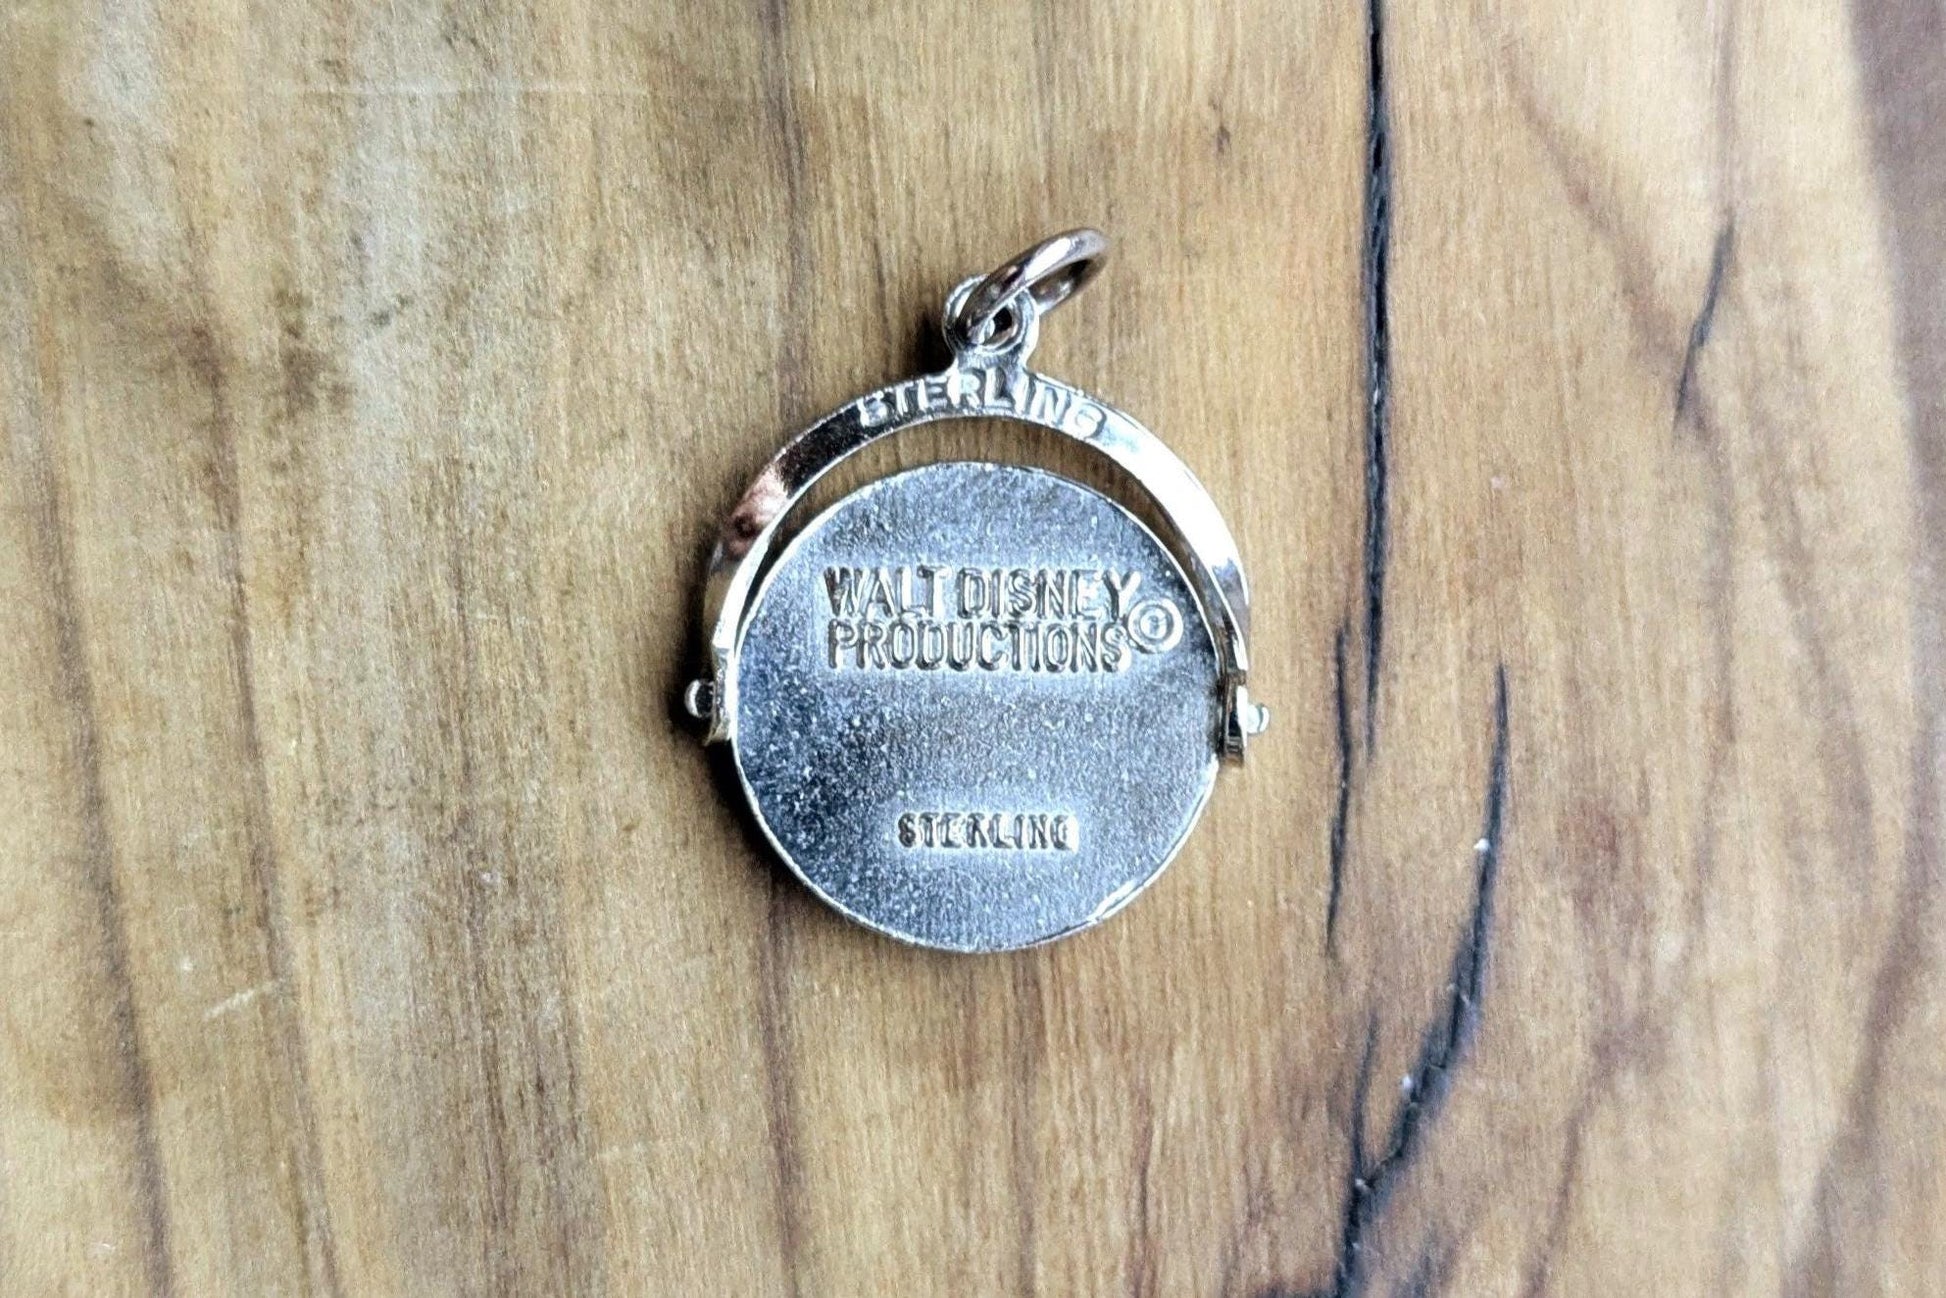 STERLING
WALT DISNEY
PRODUCTIONS ©
STERLING